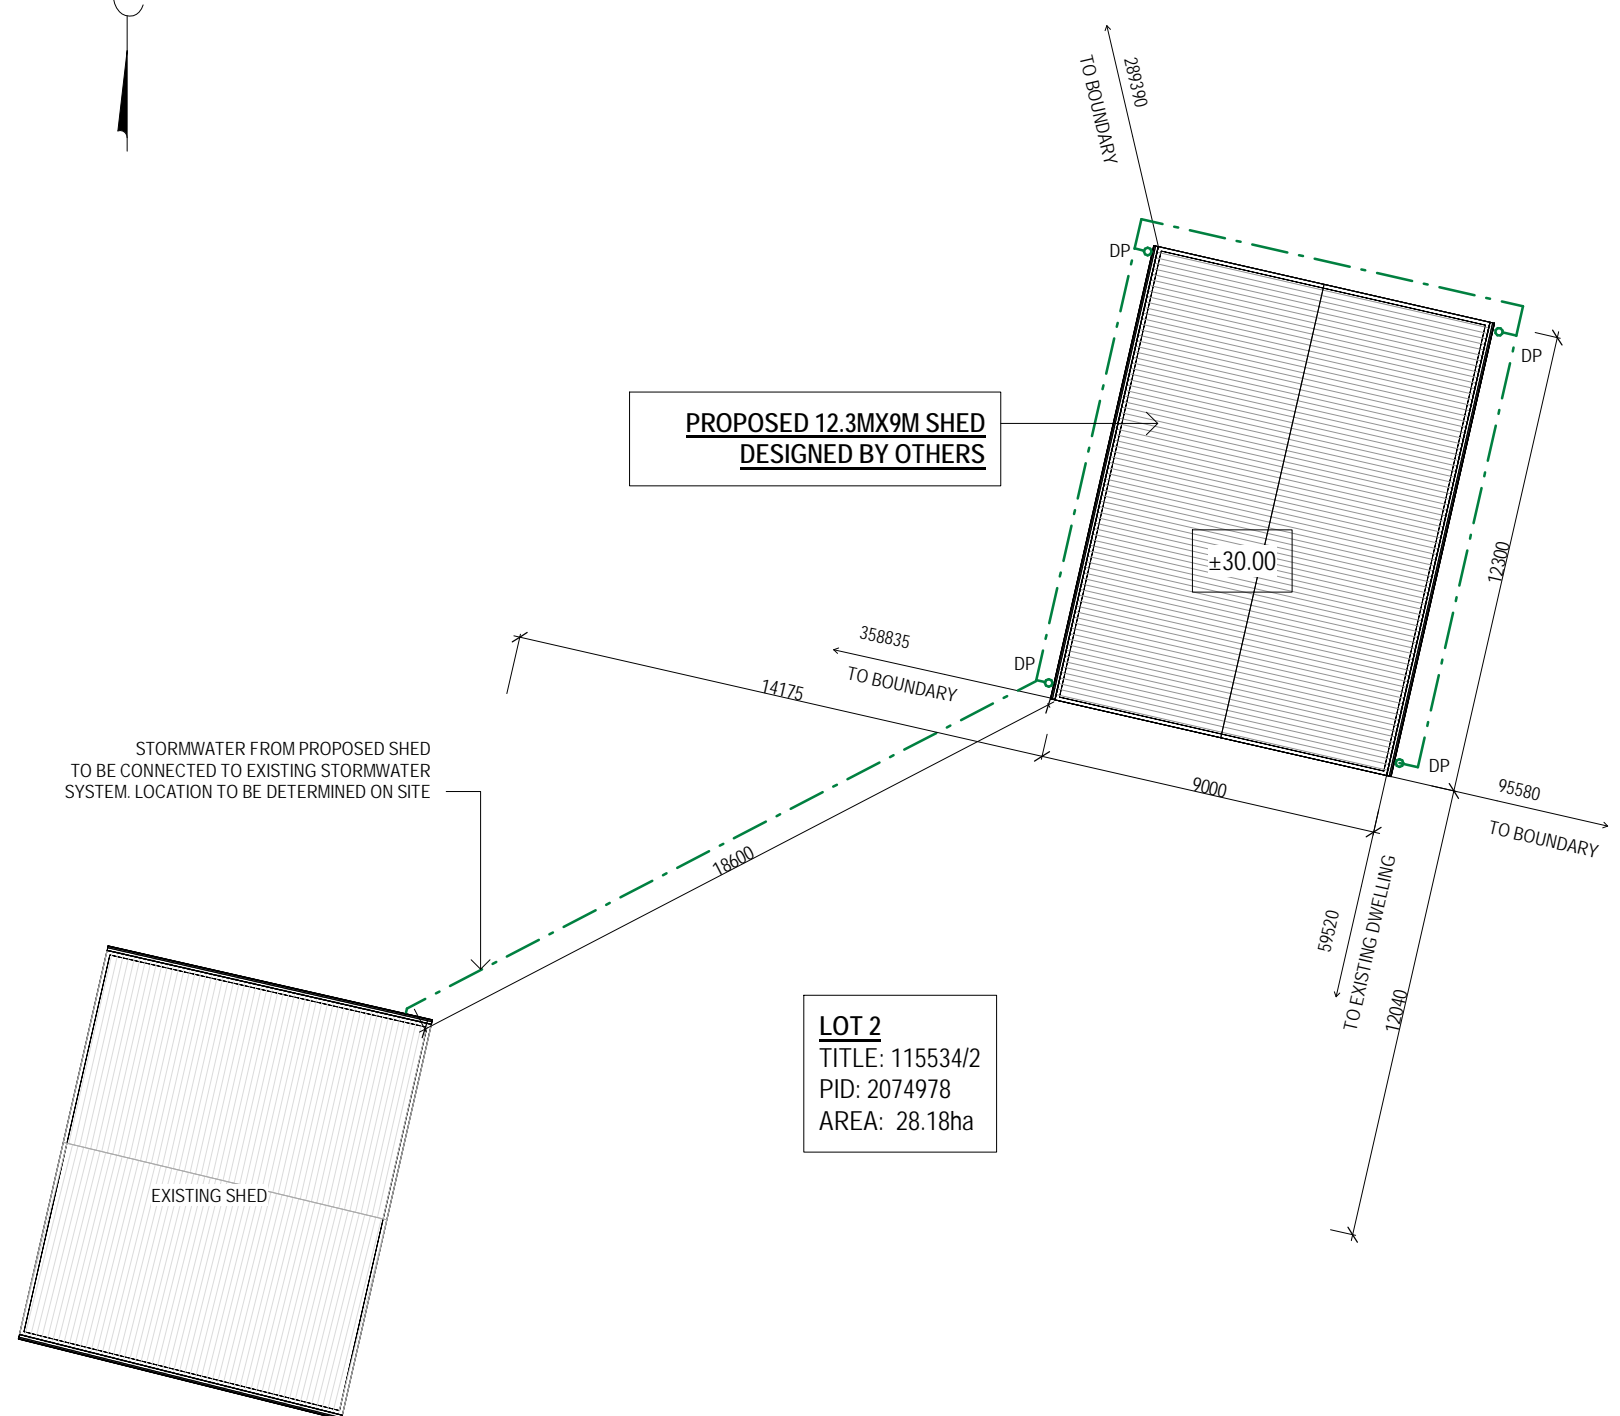 289390
TO BOUNDARY
DP
DP
PROPOSED 12.3MX9M SHED
DESIGNED BY OTHERS
±30.00
12300
358835
TO BOUNDARY
DP
14175
STORMWATER FROM PROPOSED SHED
TO BE CONNECTED TO EXISTING STORMWATER
SYSTEM. LOCATION TO BE DETERMINED ON SITE
DP
9000
95580
TO BOUNDARY
18600
59520
TO EXISTING DWELLING
12040
LOT 2
TITLE: 115534/2
PID: 2074978
AREA: 28.18ha
EXISTING SHED